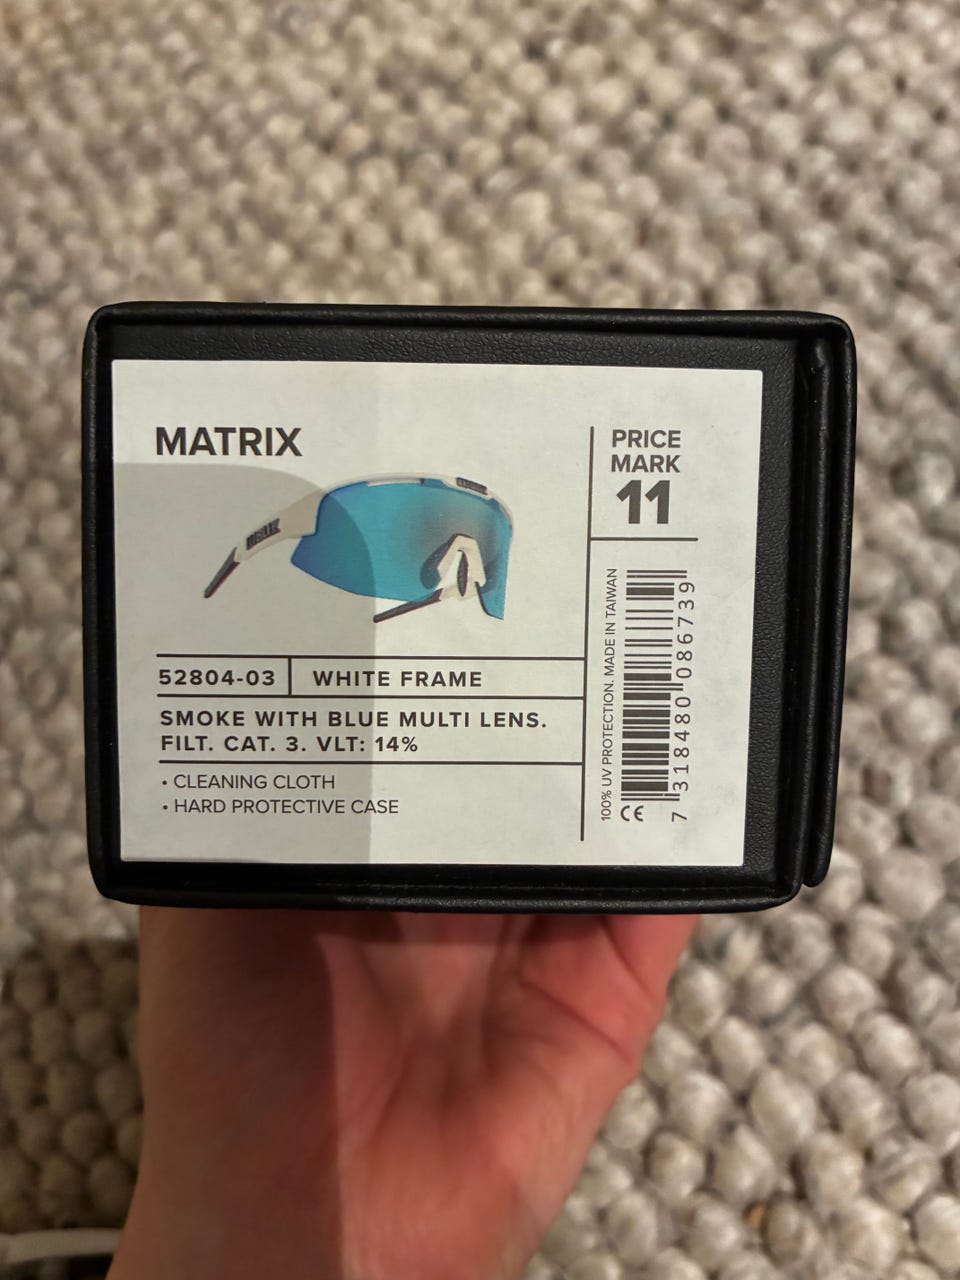 MATRIX
PRICE
MARK
11
52804-03
WHITE FRAME
SMOKE WITH BLUE MULTI LENS.
FILT. CAT. 3. VLT: 14%
• CLEANING CLOTH
• HARD PROTECTIVE CASE
100% UV PROTECTION. MADE IN TAIWAN
CE
7 318480 086739